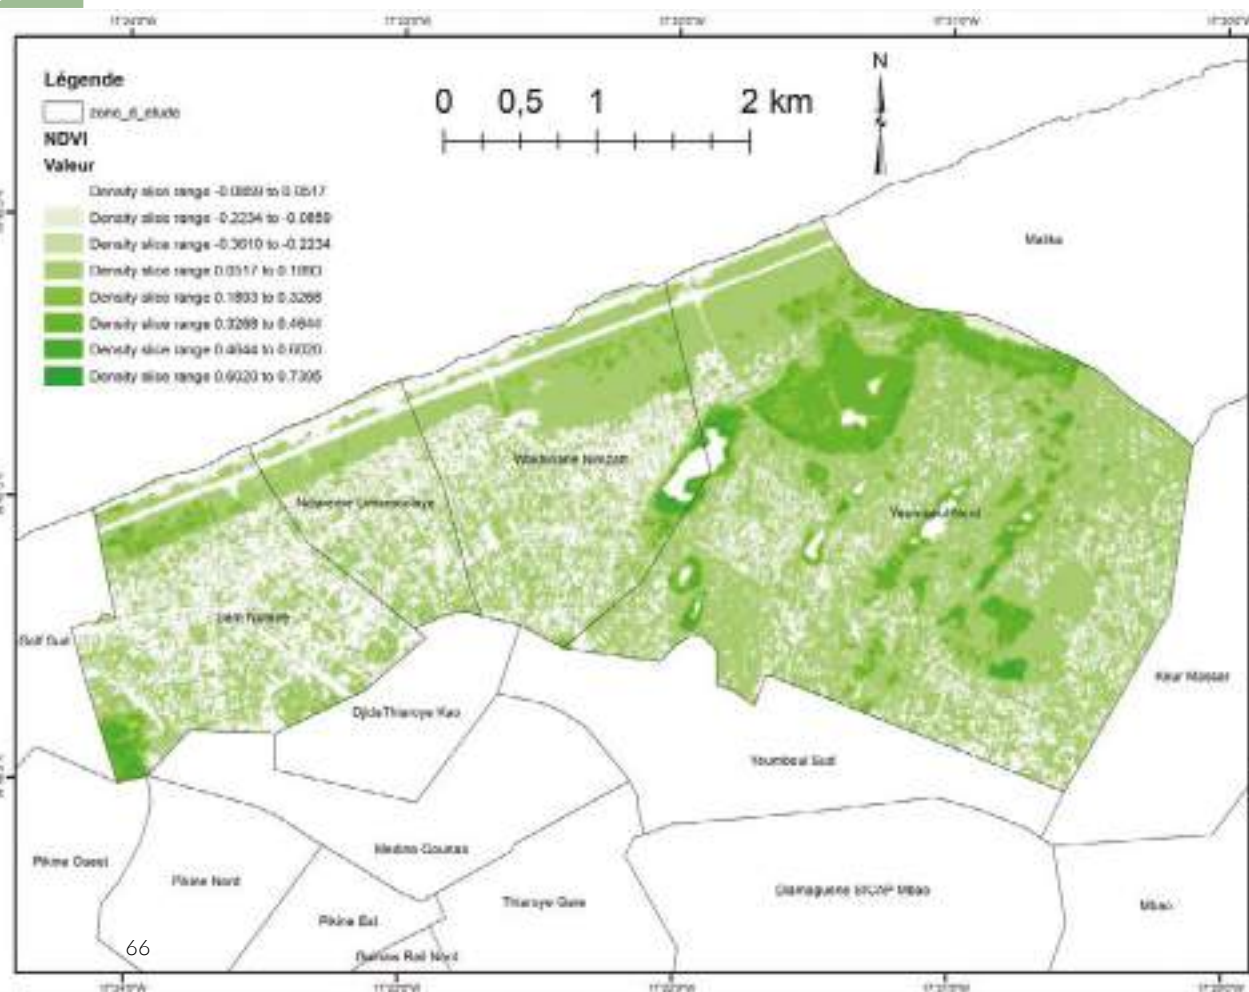 Légende
zone_d_etude
NDVI
Valeur
Density slice range -0.0859 to 0.0517
Density slice range -0.2234 to -0.0859
Density slice range -0.3610 to -0.2234
Density slice range 0.0517 to 0.1893
Density slice range 0.1893 to 0.3268
Density slice range 0.3268 to 0.4644
Density slice range 0.4644 to 0.6020
Density slice range 0.6020 to 0.7395
0 0,5 1 2 km
N
Malika
Wakhinane Nimzatt
Ndiareme Limamoulaye
Yeumbeul Nord
Golf Sud
Keur Massar
Djida Thiaroye Kao
Yeumbeul Sud
Medina Gounas
Pikine Ouest
Pikine Nord
Diamaguene SICAP Mbao
Thiaroye Gare
Mbao
Pikine Est
66